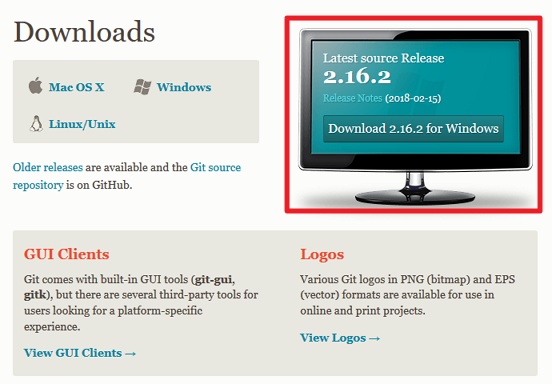 Downloads
Mac OS X
Windows
Linux/Unix
Older releases are available and the Git source
repository is on GitHub.
Latest source Release
2.16.2
Release Notes (2018-02-15)
Download 2.16.2 for Windows
GUI Clients
Git comes with built-in GUI tools (git-gui,
gitk), but there are several third-party tools for
users looking for a platform-specific
experience.
View GUI Clients →
Logos
Various Git logos in PNG (bitmap) and EPS
(vector) formats are available for use in
online and print projects.
View Logos →